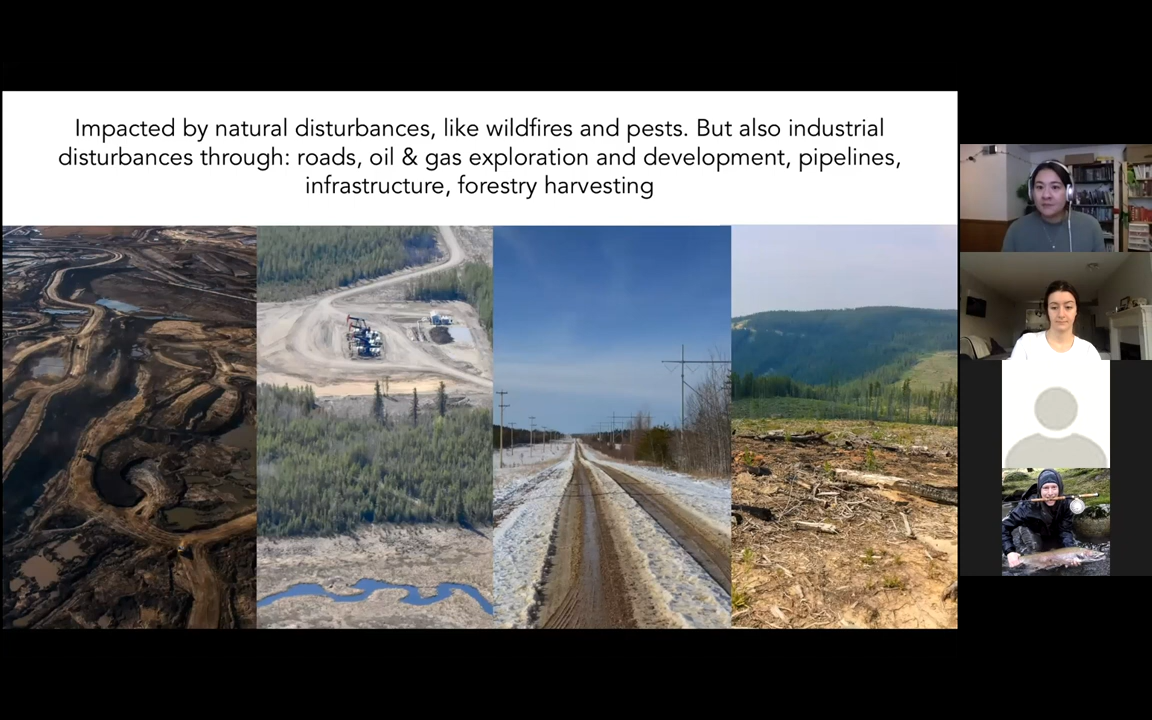 Impacted by natural disturbances, like wildfires and pests. But also industrial
disturbances through: roads, oil & gas exploration and development, pipelines,
infrastructure, forestry harvesting